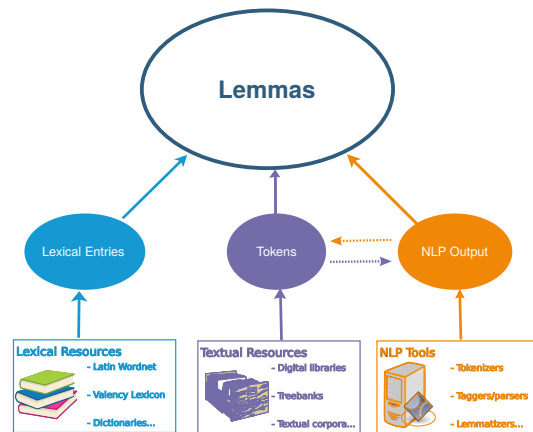 Lemmas
Lexical Entries
Tokens
NLP Output
Lexical Resources
- Latin Wordnet
- Valency Lexicon
- Dictionaries...
Textual Resources
- Digital libraries
- Treebanks
- Textual corpora...
NLP Tools
- Tokenizers
- Taggers/parsers
- Lemmatizers...